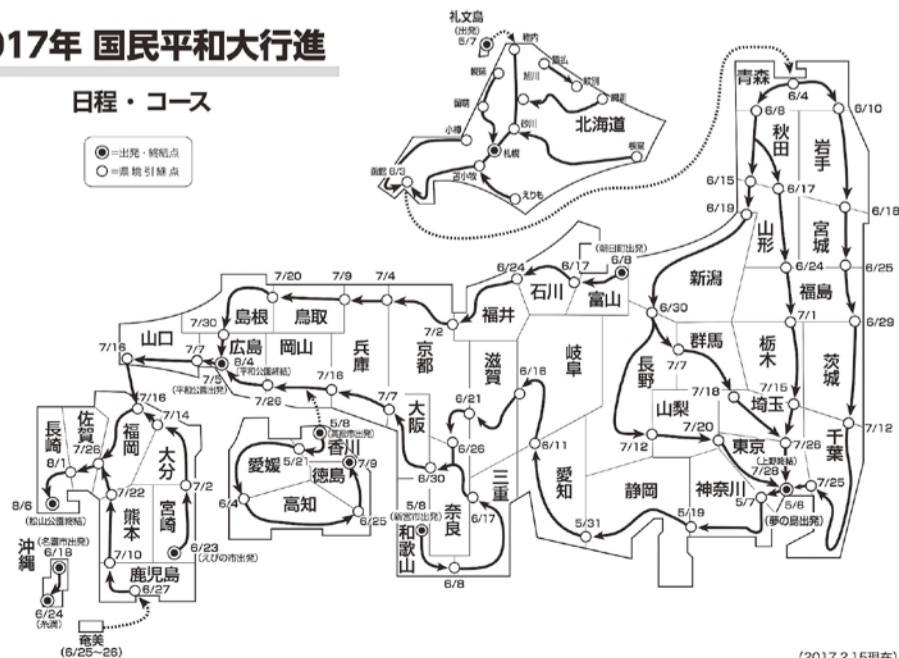 017年 国民平和大行進
日程・コース
=出発・終結点
=県境引継点
礼文島
(出発)
5/7
稚内
旭川
紋別
留萌
砂川
小樽
札幌
北海道
根室
函館 6/3
苫小牧
えりも
青森
6/4
6/8
6/10
秋田
岩手
6/15
6/17
6/18
6/19
山形
宮城
6/24
6/25
新潟
福島
6/30
7/1
6/29
群馬
栃木
茨城
7/7
7/15
7/18
埼玉
長野
山梨
7/12
7/20
東京
7/26
(上野終結)
7/28
7/12
千葉
7/25
5/6
(夢の島出発)
5/7
神奈川
5/19
静岡
5/31
愛知
6/11
岐阜
(朝日町出発)
6/8
富山
6/17
石川
6/24
福井
7/2
滋賀
6/18
6/21
6/26
三重
6/17
京都
7/4
大阪
6/30
奈良
5/8
(新宮市出発)
和歌山
6/8
兵庫
7/7
7/9
鳥取
7/20
島根
岡山
7/16
7/30
広島
8/4
(平和公園終結)
7/5
(平和公園出発)
7/26
山口
7/7
7/16
5/8
(高松市出発)
香川
5/21
愛媛
徳島
7/9
6/4
高知
6/25
7/16
福岡
7/14
佐賀
7/26
長崎
8/1
8/6
(松山公園終結)
大分
7/2
7/22
熊本
宮崎
6/23
(えびの市出発)
7/10
鹿児島
6/27
沖縄
(名護市出発)
6/18
6/24
(糸満)
奄美
(6/25~26)
(2017.2.15現在)